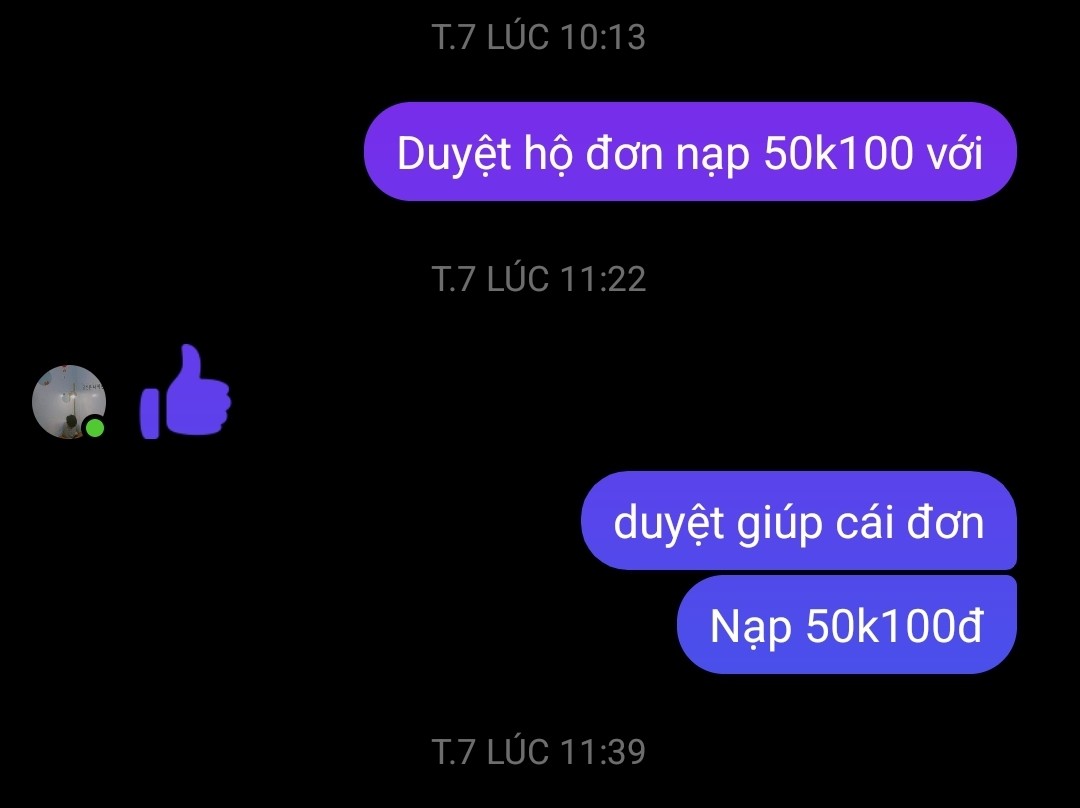 T.7 LÚC 10:13
Duyệt hộ đơn nạp 50k100 với
T.7 LÚC 11:22
duyệt giúp cái đơn
Nạp 50k100đ
T.7 LÚC 11:39